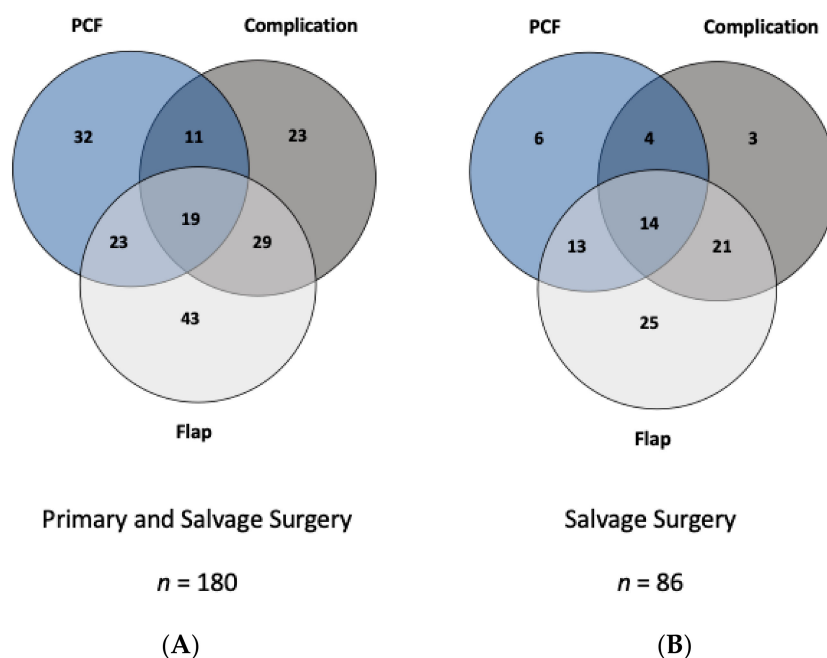 PCF Complication PCF Complication
32 11 23 6 4 3
19 14
23 29 13 21
43 25
Flap Flap
Primary and Salvage Surgery Salvage Surgery
n = 180 n = 86
(A) (B)